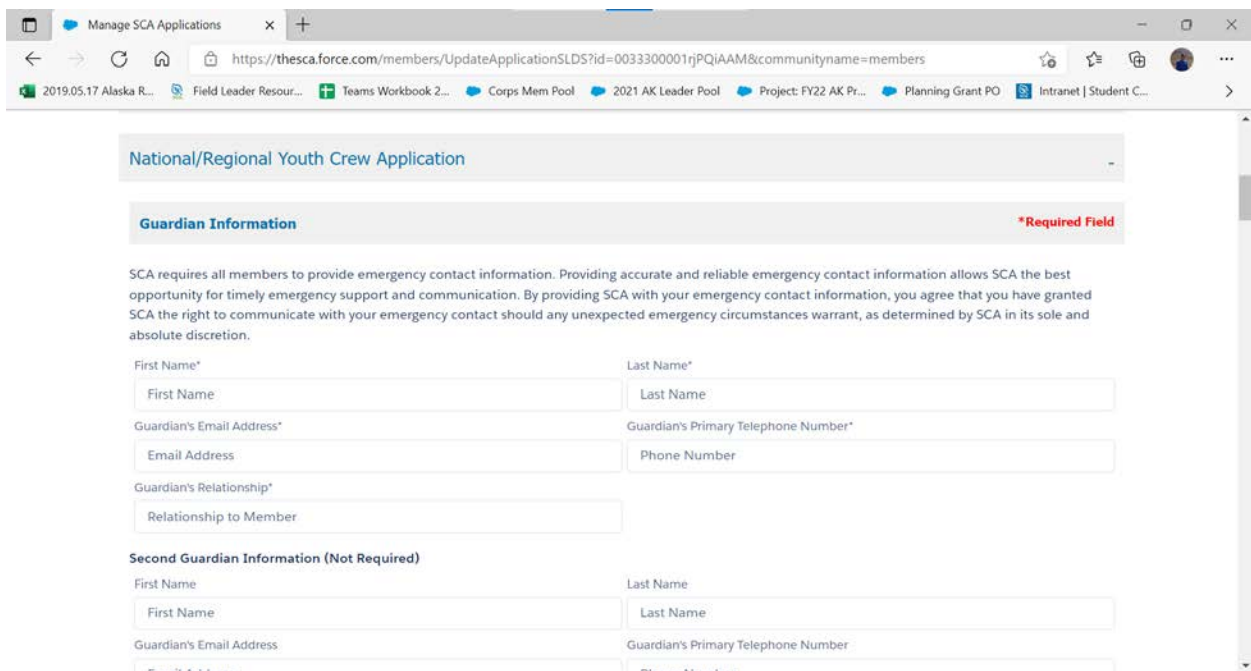 Manage SCA Applications
https://thesca.force.com/members/UpdateApplicationSLDS?id=0033300001rjPQiAAM&communityname=members
2019.05.17 Alaska R... Field Leader Resour... Teams Workbook 2... Corps Mem Pool 2021 AK Leader Pool Project: FY22 AK Pr... Planning Grant PO Intranet | Student C...
National/Regional Youth Crew Application -
Guardian Information *Required Field
SCA requires all members to provide emergency contact information. Providing accurate and reliable emergency contact information allows SCA the best
opportunity for timely emergency support and communication. By providing SCA with your emergency contact information, you agree that you have granted
SCA the right to communicate with your emergency contact should any unexpected emergency circumstances warrant, as determined by SCA in its sole and
absolute discretion.
First Name* Last Name*
First Name Last Name
Guardian's Email Address* Guardian's Primary Telephone Number*
Email Address Phone Number
Guardian's Relationship*
Relationship to Member
Second Guardian Information (Not Required)
First Name Last Name
First Name Last Name
Guardian's Email Address Guardian's Primary Telephone Number